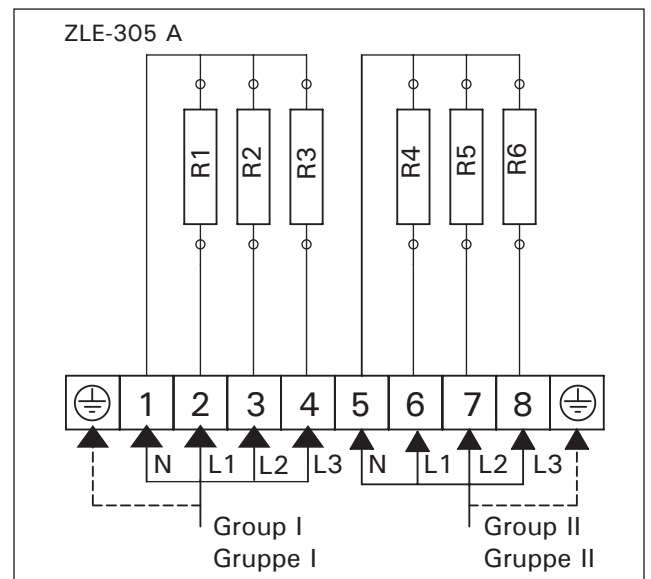 ZLE-305 A
R1 R2 R3 R4 R5 R6
1 2 3 4 5 6 7 8
N L1 L2 L3 N L1 L2 L3
Group I
Gruppe I
Group II
Gruppe II